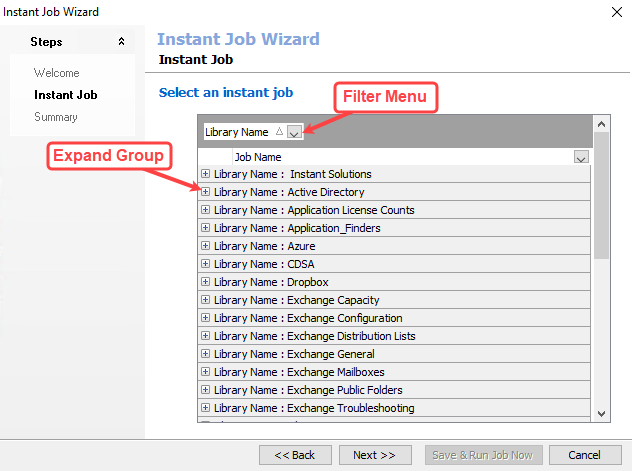 Instant Job Wizard
Steps
Welcome
Instant Job
Summary
Instant Job Wizard
Instant Job
Select an instant job
Filter Menu
Library Name
Expand Group
Job Name
Library Name : Instant Solutions
Library Name : Active Directory
Library Name : Application License Counts
Library Name : Application_Finders
Library Name : Azure
Library Name : CDSA
Library Name : Dropbox
Library Name : Exchange Capacity
Library Name : Exchange Configuration
Library Name : Exchange Distribution Lists
Library Name : Exchange General
Library Name : Exchange Mailboxes
Library Name : Exchange Public Folders
Library Name : Exchange Troubleshooting
<< Back
Next >>
Save & Run Job Now
Cancel